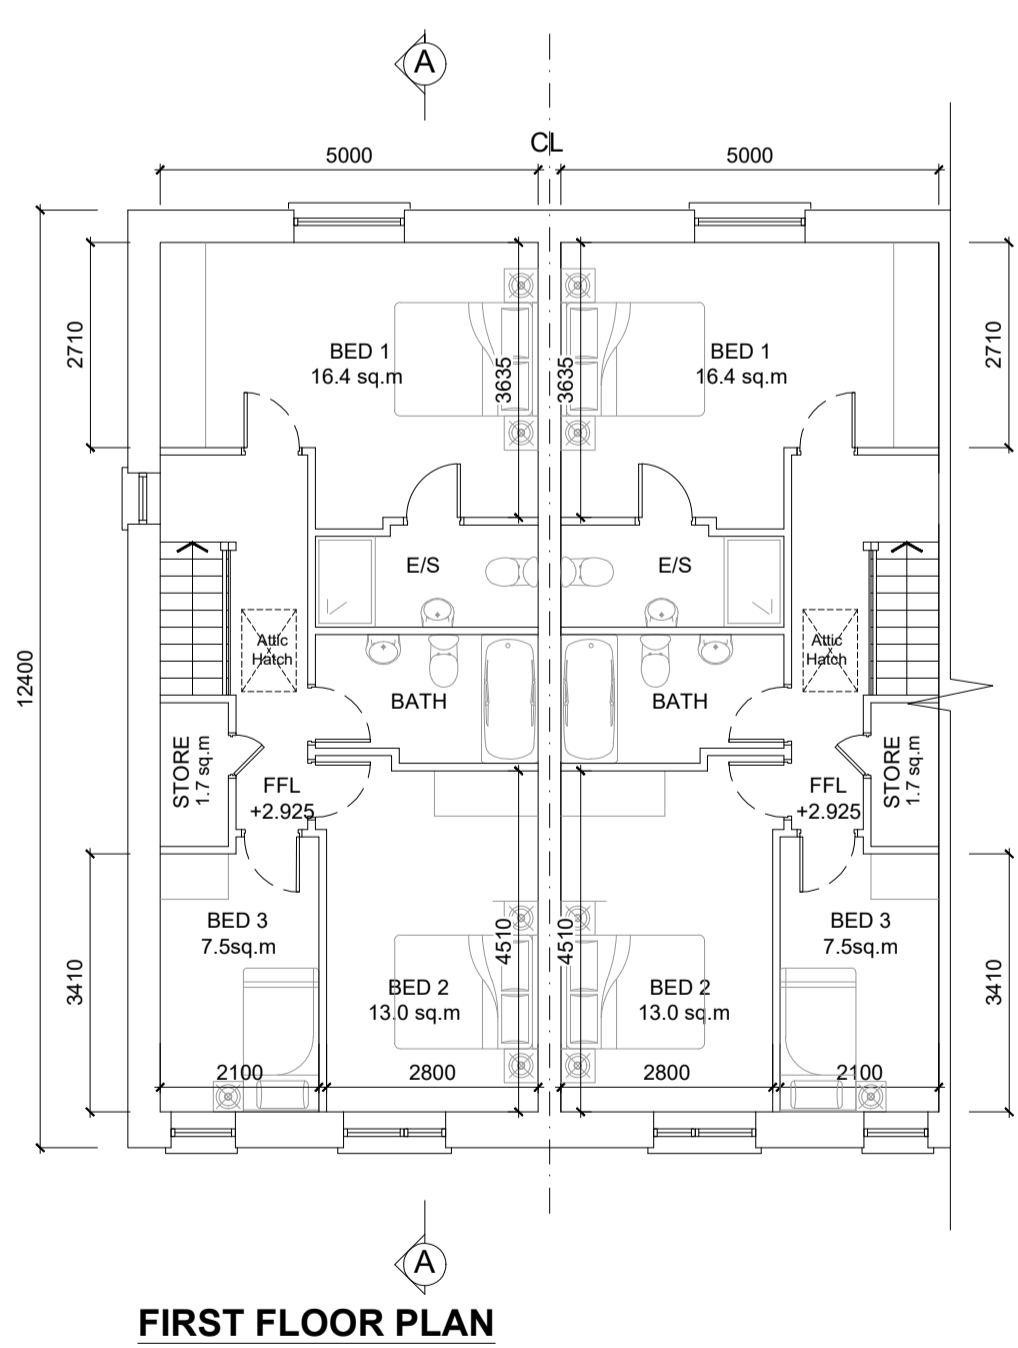 A
CL
5000
5000
2710
2710
BED 1
16.4 sq.m
3635
3635
BED 1
16.4 sq.m
E/S
E/S
12400
Attic
Hatch
Attic
Hatch
BATH
BATH
STORE
1.7 sq.m
FFL
+2.925
FFL
+2.925
STORE
1.7 sq.m
BED 3
7.5sq.m
4510
4510
BED 3
7.5sq.m
3410
3410
BED 2
13.0 sq.m
BED 2
13.0 sq.m
2100
2800
2800
2100
A
FIRST FLOOR PLAN